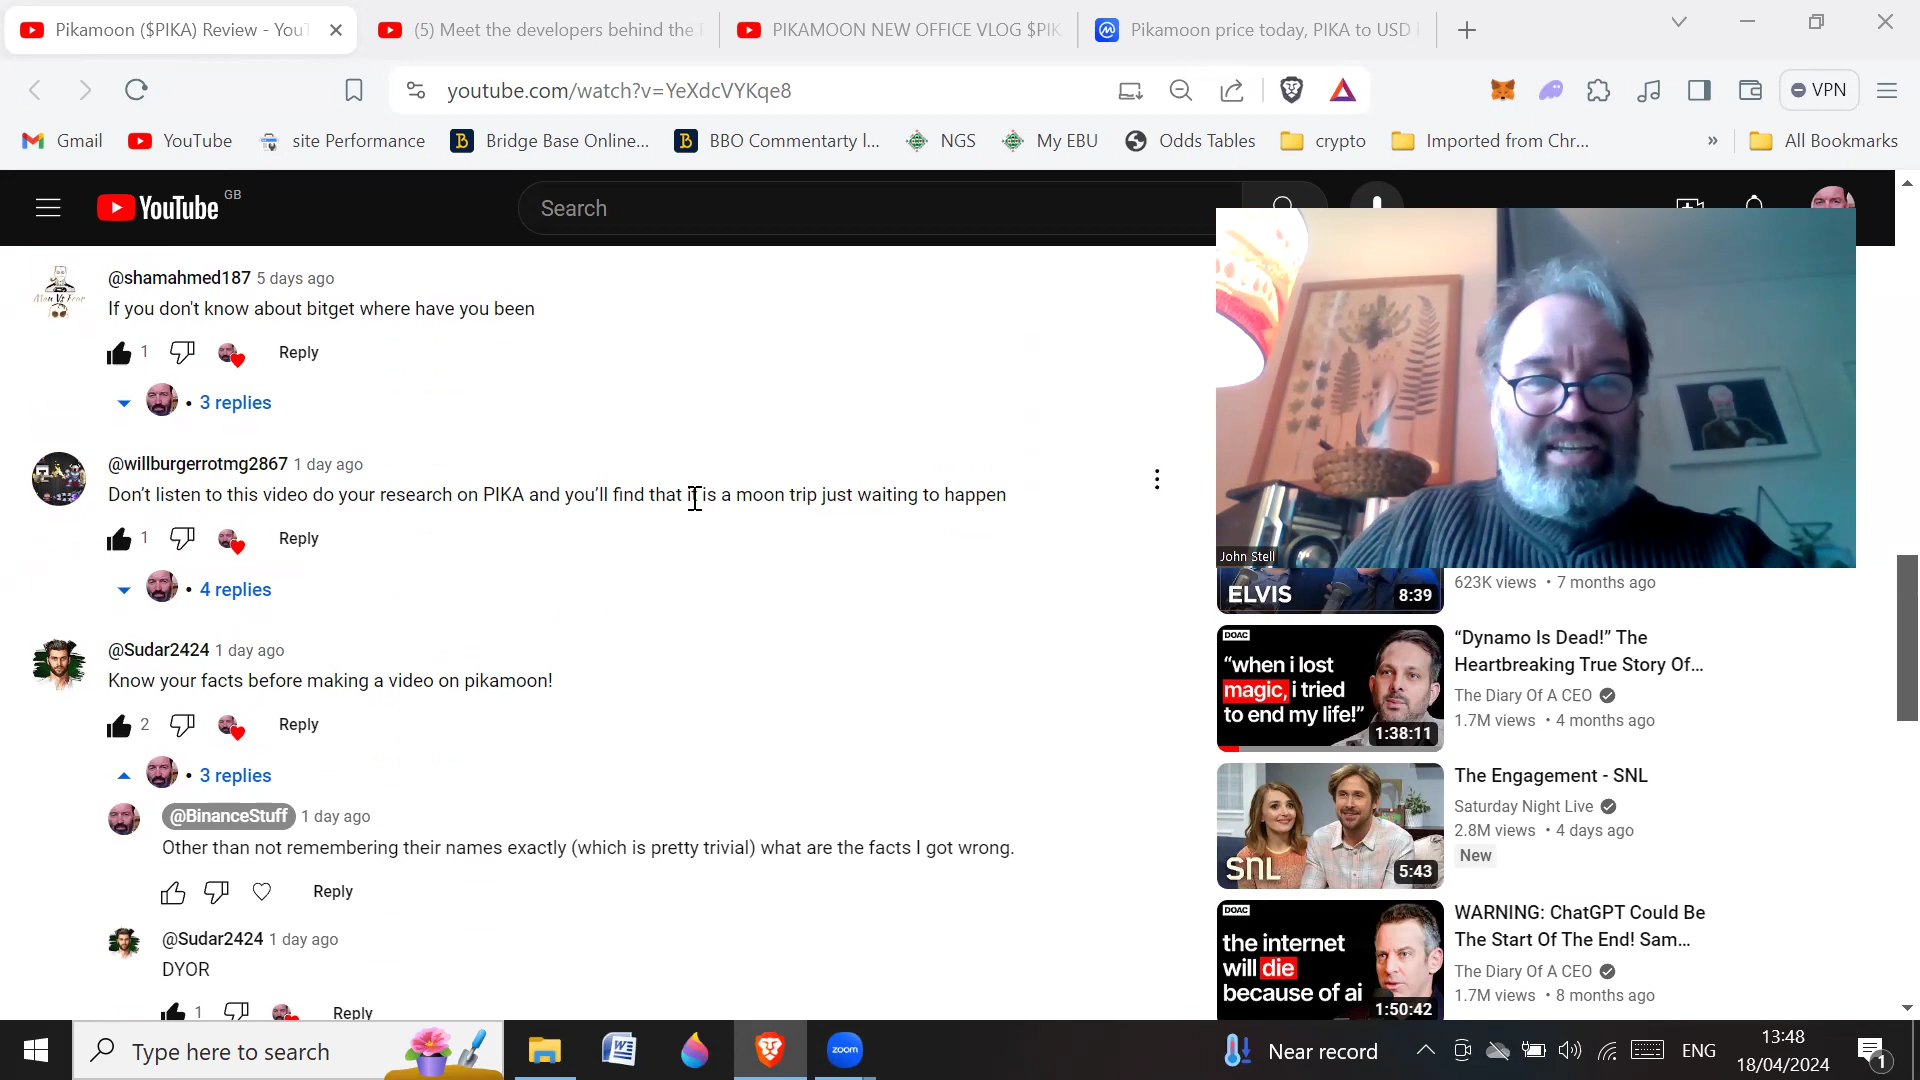 Pikamoon ($PIKA) Review - You
(5) Meet the developers behind the
PIKAMOON NEW OFFICE VLOG $PIK
Pikamoon price today, PIKA to USD
youtube.com/watch?v=YeXdcVYKqe8
VPN
Gmail
YouTube
site Performance
Bridge Base Online...
BBO Commentarty l...
NGS
My EBU
Odds Tables
crypto
Imported from Chr...
»
All Bookmarks
YouTube GB
Search
@shamahmed187 5 days ago
If you don't know about bitget where have you been
1
Reply
• 3 replies
@willburgerrotmg2867 1 day ago
Don't listen to this video do your research on PIKA and you'll find that it is a moon trip just waiting to happen
1
Reply
• 4 replies
@Sudar2424 1 day ago
Know your facts before making a video on pikamoon!
2
Reply
• 3 replies
@BinanceStuff 1 day ago
Other than not remembering their names exactly (which is pretty trivial) what are the facts I got wrong.
Reply
@Sudar2424 1 day ago
DYOR
1
Reply
John Stell
ELVIS
8:39
623K views • 7 months ago
DOAC
"when i lost
magic, i tried
to end my life!"
1:38:11
"Dynamo Is Dead!" The
Heartbreaking True Story Of...
The Diary Of A CEO
1.7M views • 4 months ago
SNL
5:43
The Engagement - SNL
Saturday Night Live
2.8M views • 4 days ago
New
DOAC
the internet
will die
because of ai
1:50:42
WARNING: ChatGPT Could Be
The Start Of The End! Sam...
The Diary Of A CEO
1.7M views • 8 months ago
Type here to search
zoom
Near record
ENG
13:48
18/04/2024
1